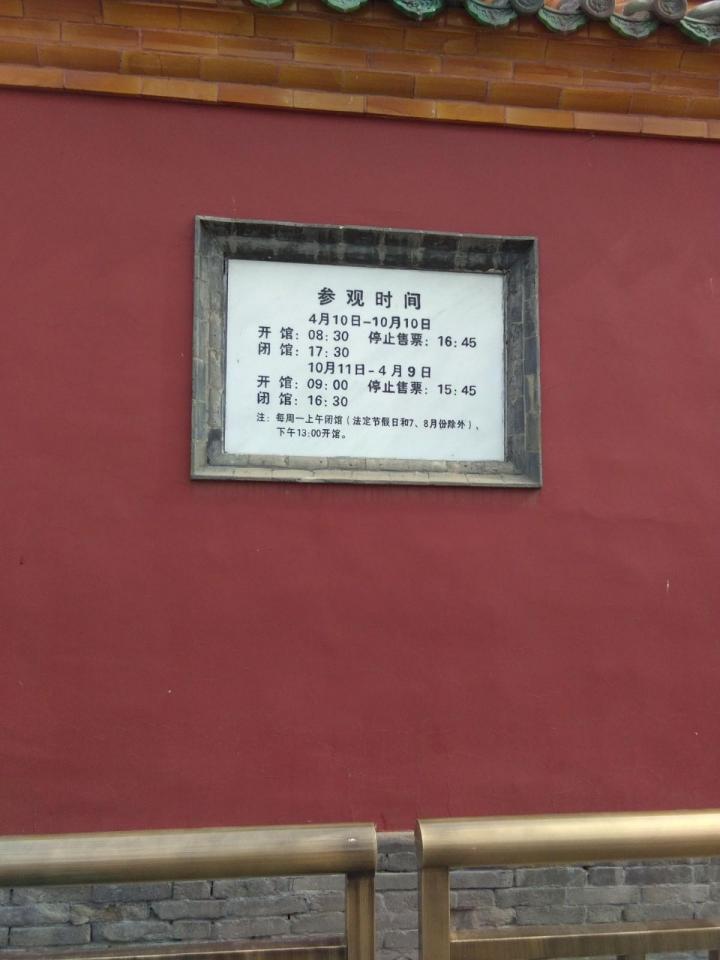 参观时间
4月10日-10月10日
开 馆: 08:30 停止售票: 16:45
闭 馆: 17:30
10月11日-4月9日
开 馆: 09:00 停止售票: 15:45
闭 馆: 16:30
注: 每周一上午闭馆(法定节假日和7、8月份除外)、
下午13:00开馆。